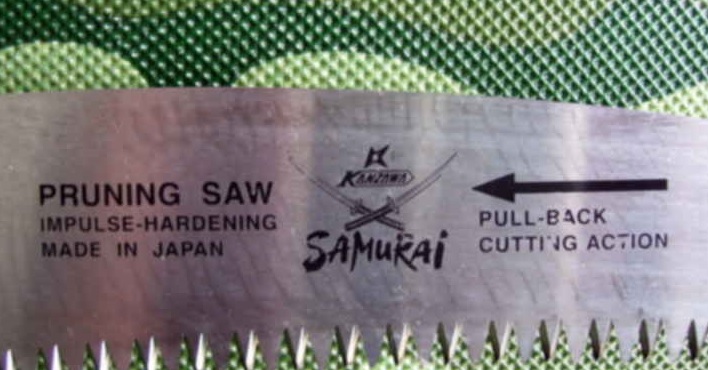 PRUNING SAW
IMPULSE-HARDENING
MADE IN JAPAN
KANZAWA
SAMURAI
PULL-BACK
CUTTING ACTION